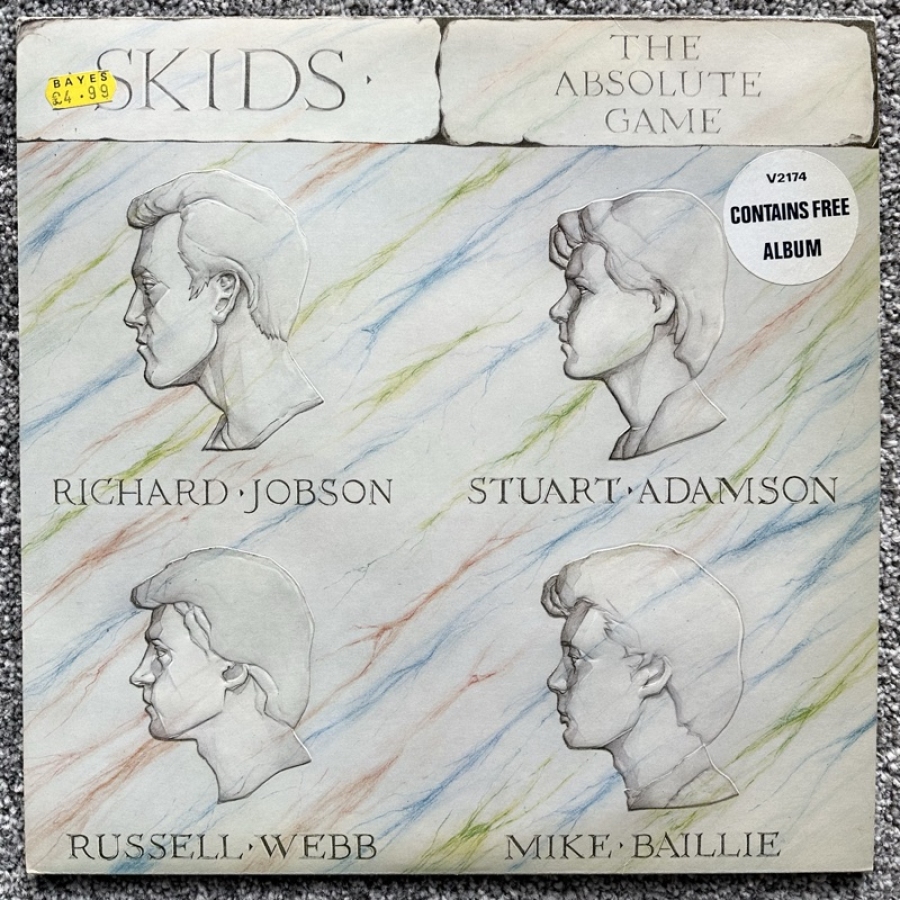 SKIDS·
BAYES
£4.99
THE
ABSOLUTE
GAME
V2174
CONTAINS FREE
ALBUM
RICHARD·JOBSON
STUART·ADAMSON
RUSSELL·WEBB
MIKE·BAILLIE